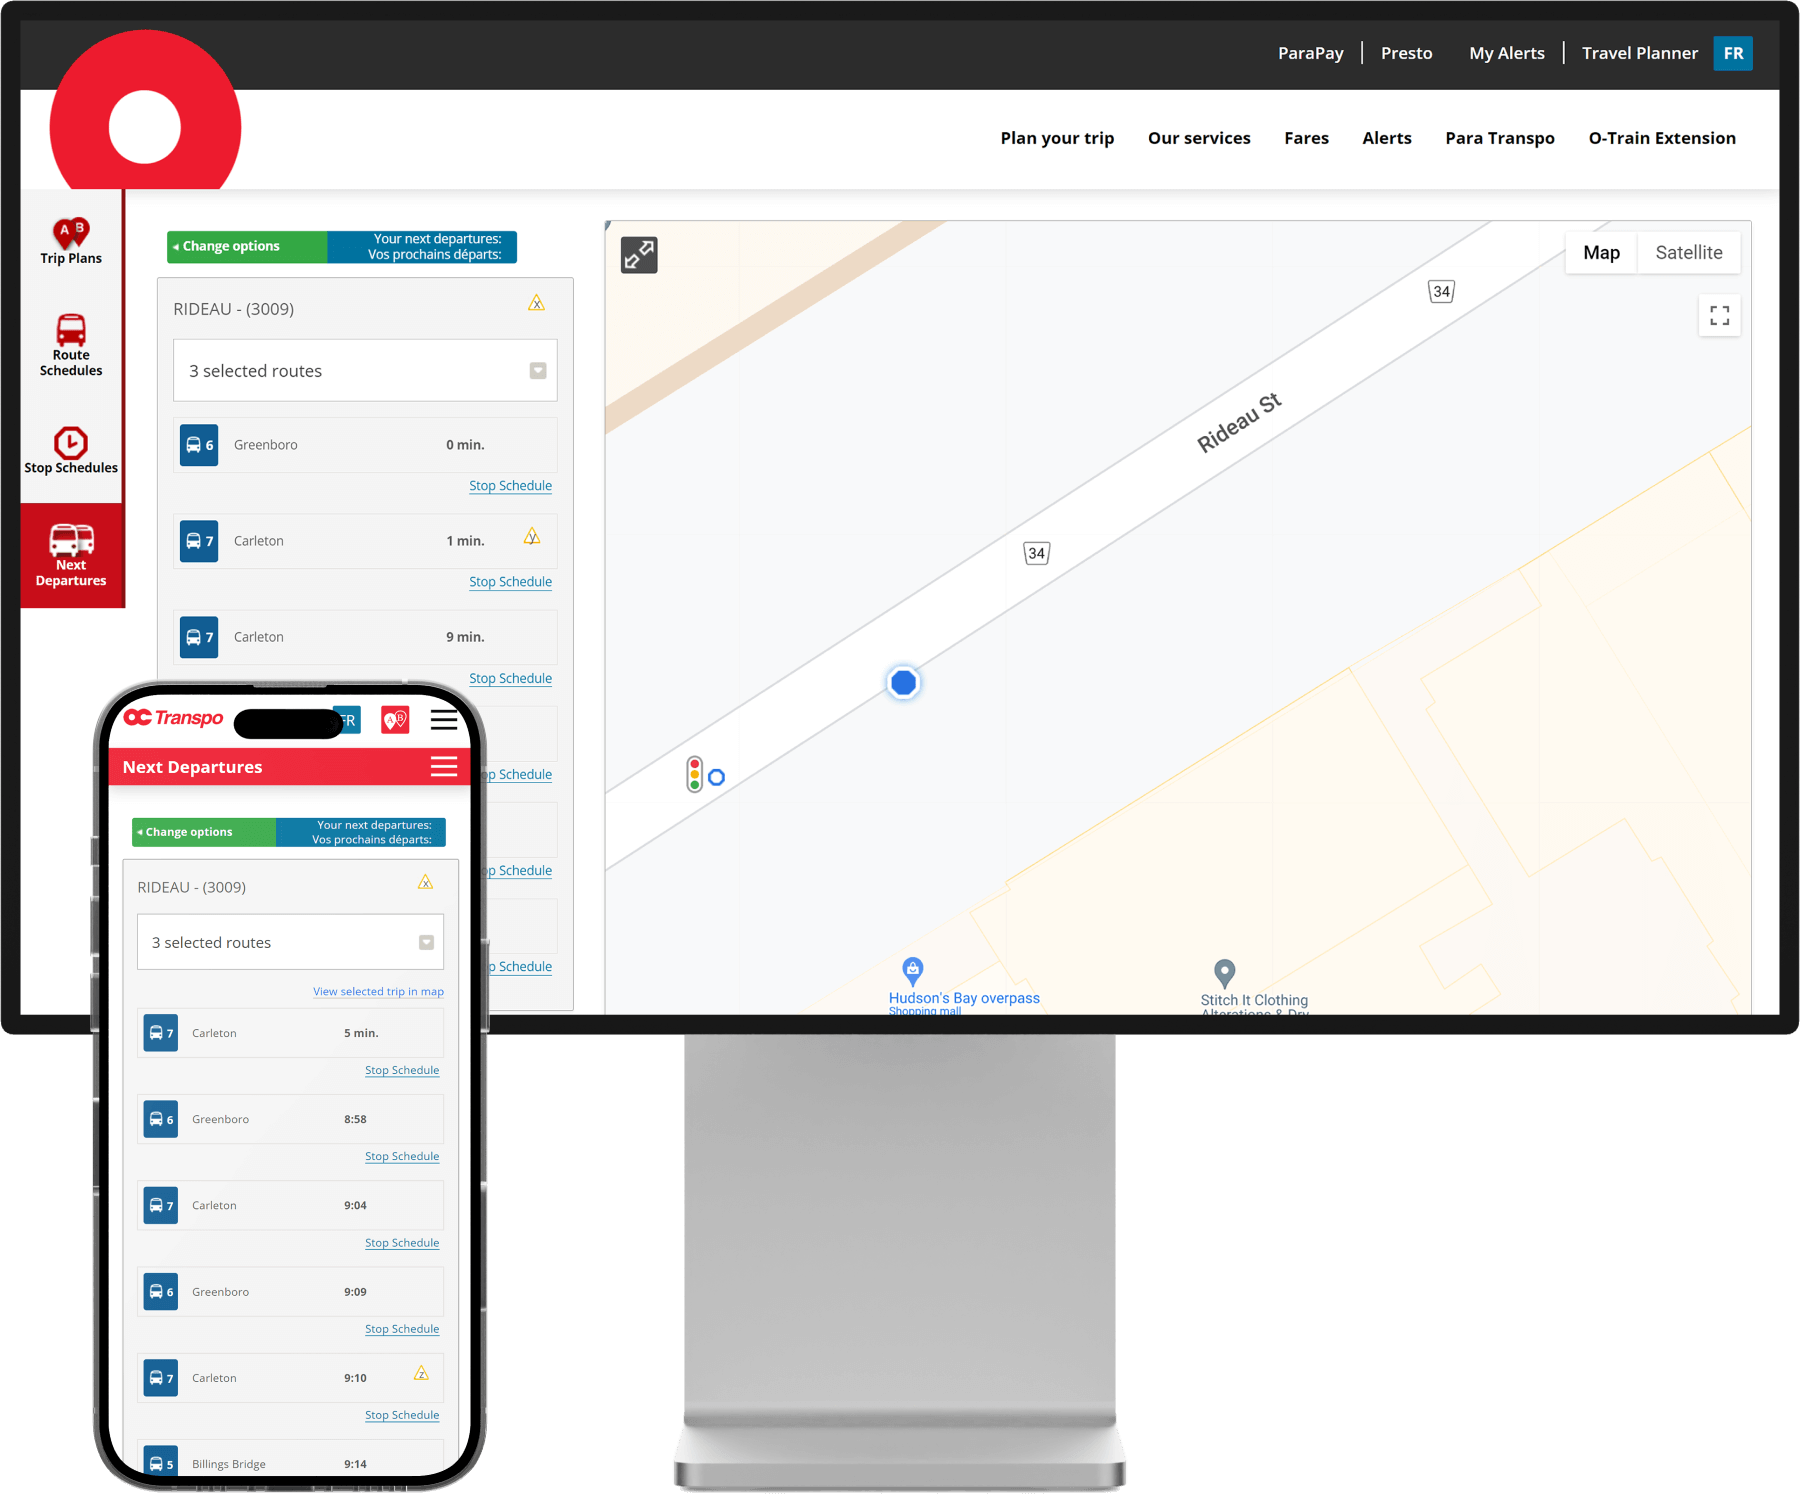 ParaPay
Presto
My Alerts
Travel Planner
FR
Plan your trip
Our services
Fares
Alerts
Para Transpo
O-Train Extension
A B
Trip Plans
Route
Schedules
Stop Schedules
Next
Departures
Change options
Your next departures:
Vos prochains départs:
RIDEAU - (3009)
x
3 selected routes
6 Greenboro 0 min.
Stop Schedule
7 Carleton 1 min. y
Stop Schedule
7 Carleton 9 min.
Stop Schedule
op Schedule
op Schedule
p Schedule
Map
Satellite
34
Rideau St
34
Hudson's Bay overpass
Shopping mall
Stitch It Clothing
Alterations & Dry
OC Transpo
FR
A B
Next Departures
Change options
Your next departures:
Vos prochains départs:
RIDEAU - (3009)
x
3 selected routes
View selected trip in map
7 Carleton 5 min.
Stop Schedule
6 Greenboro 8:58
Stop Schedule
7 Carleton 9:04
Stop Schedule
6 Greenboro 9:09
Stop Schedule
7 Carleton 9:10 z
Stop Schedule
5 Billings Bridge 9:14